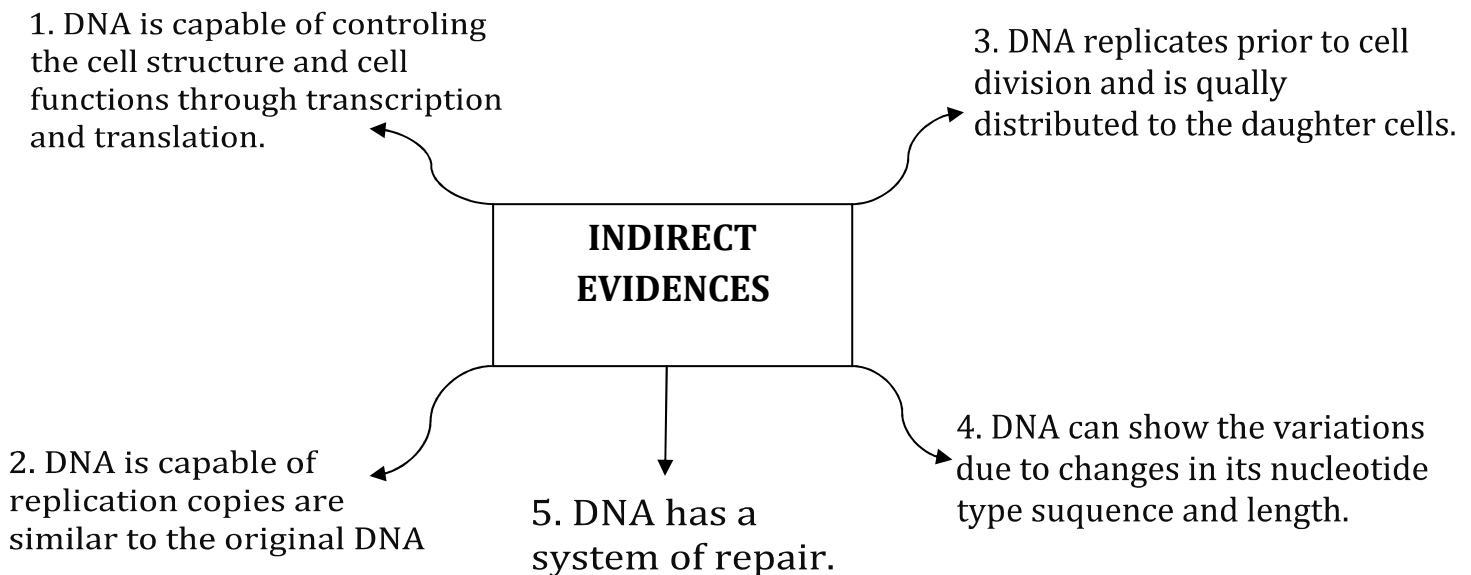 1. DNA is capable of controling
the cell structure and cell
functions through transcription
and translation.
3. DNA replicates prior to cell
division and is qually
distributed to the daughter cells.
INDIRECT
EVIDENCES
2. DNA is capable of
replication copies are
similar to the original DNA
5. DNA has a
system of repair.
4. DNA can show the variations
due to changes in its nucleotide
type suquence and length.